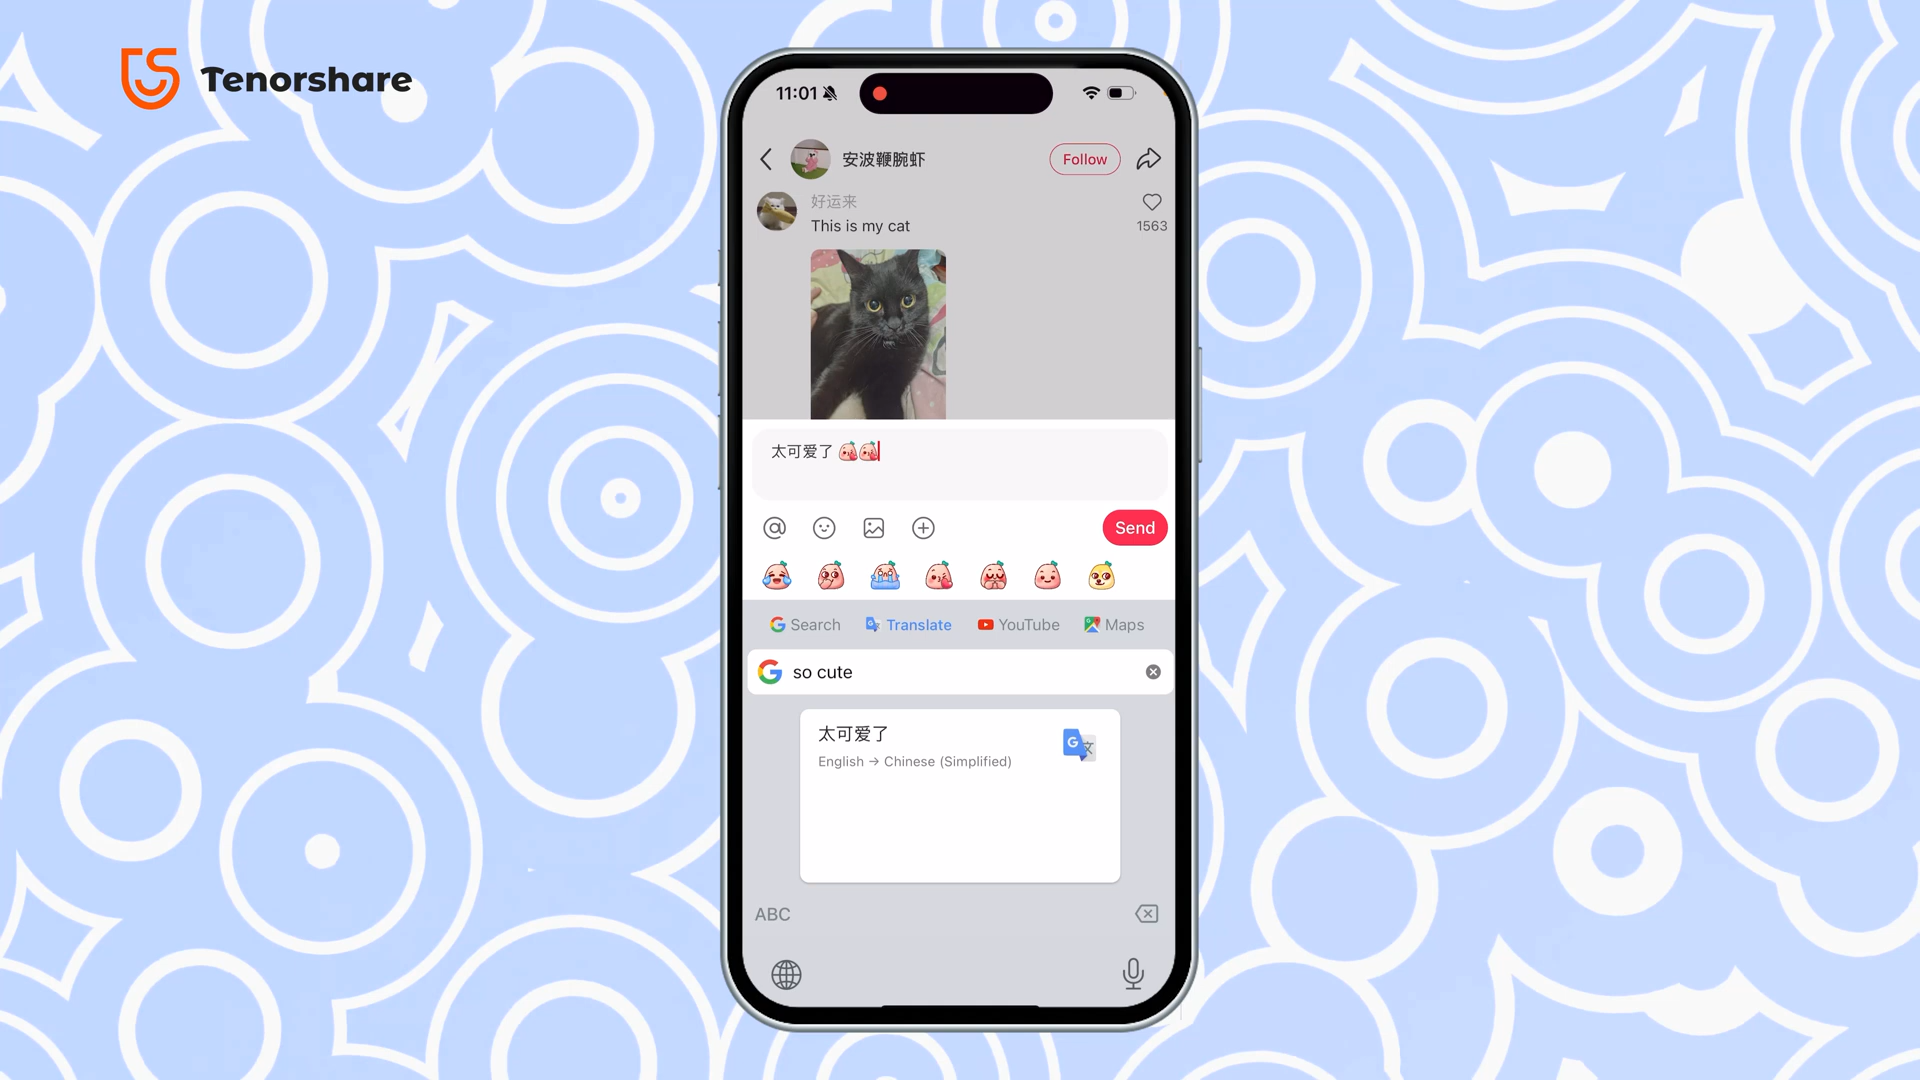 Tenorshare
11:01
安波鞭腕虾
Follow
好运来
This is my cat
1563
太可爱了
Send
Search
Translate
YouTube
Maps
so cute
太可爱了
English → Chinese (Simplified)
ABC